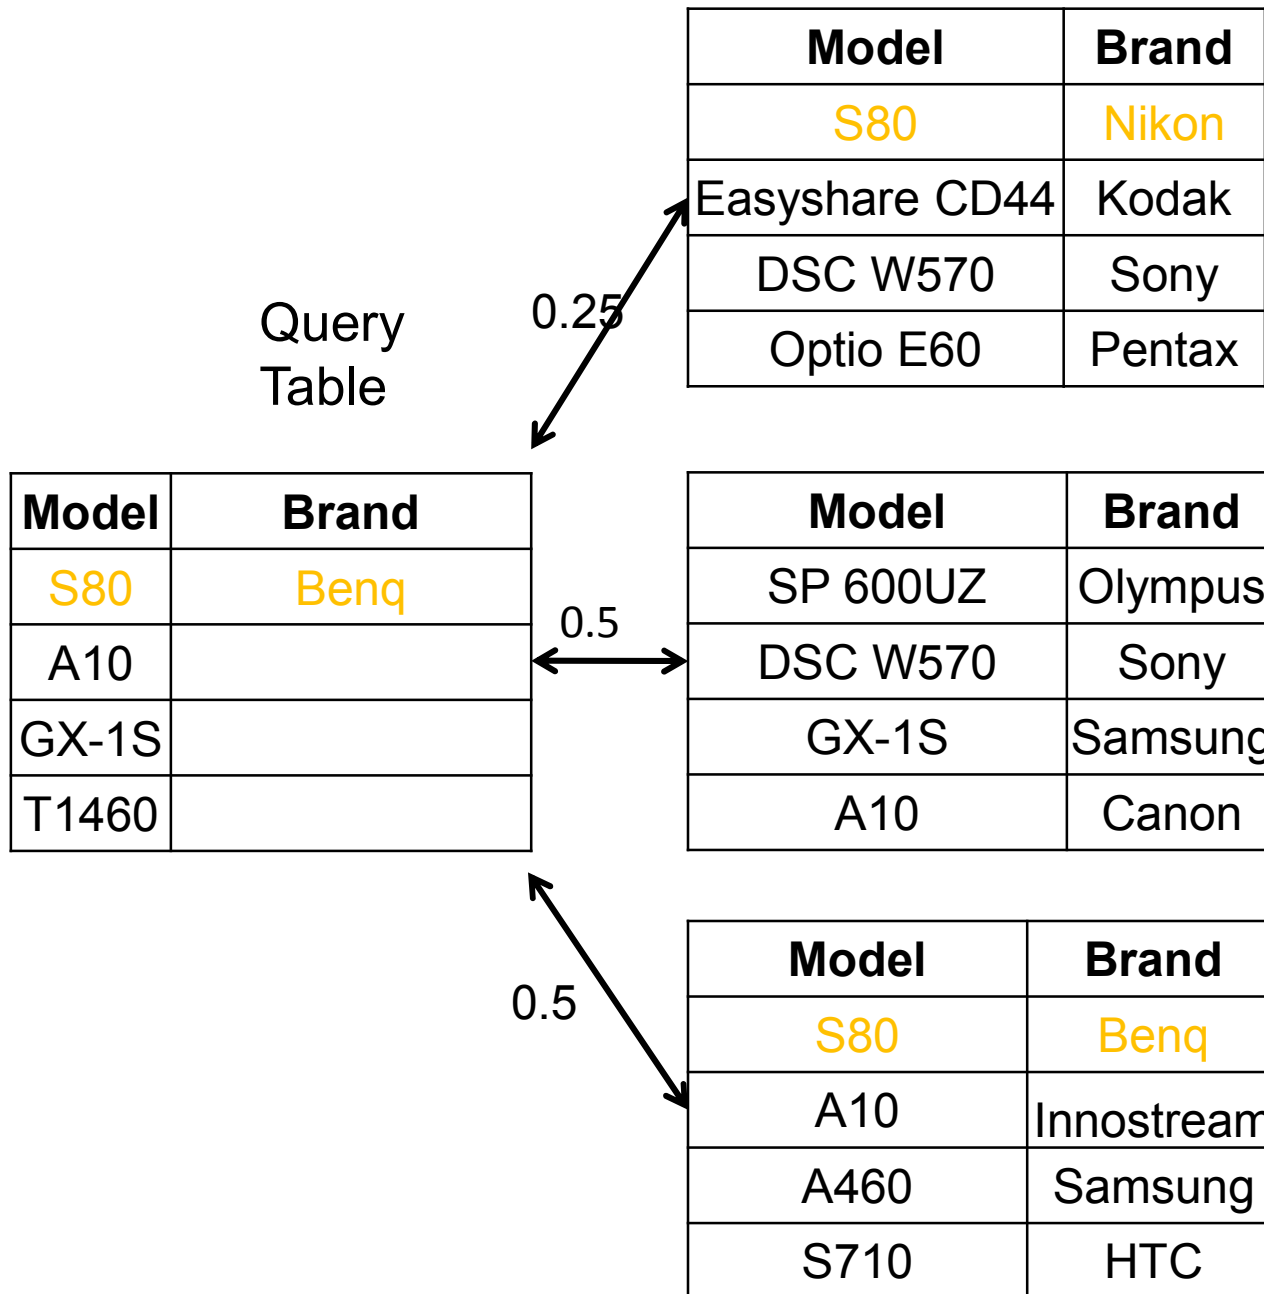 Model Brand
S80 Nikon
Easyshare CD44 Kodak
DSC W570 Sony
Optio E60 Pentax
0.25
Query
Table
Model Brand
S80 Benq
A10
GX-1S
T1460
0.5
Model Brand
SP 600UZ Olympus
DSC W570 Sony
GX-1S Samsung
A10 Canon
0.5
Model Brand
S80 Benq
A10 Innostream
A460 Samsung
S710 HTC